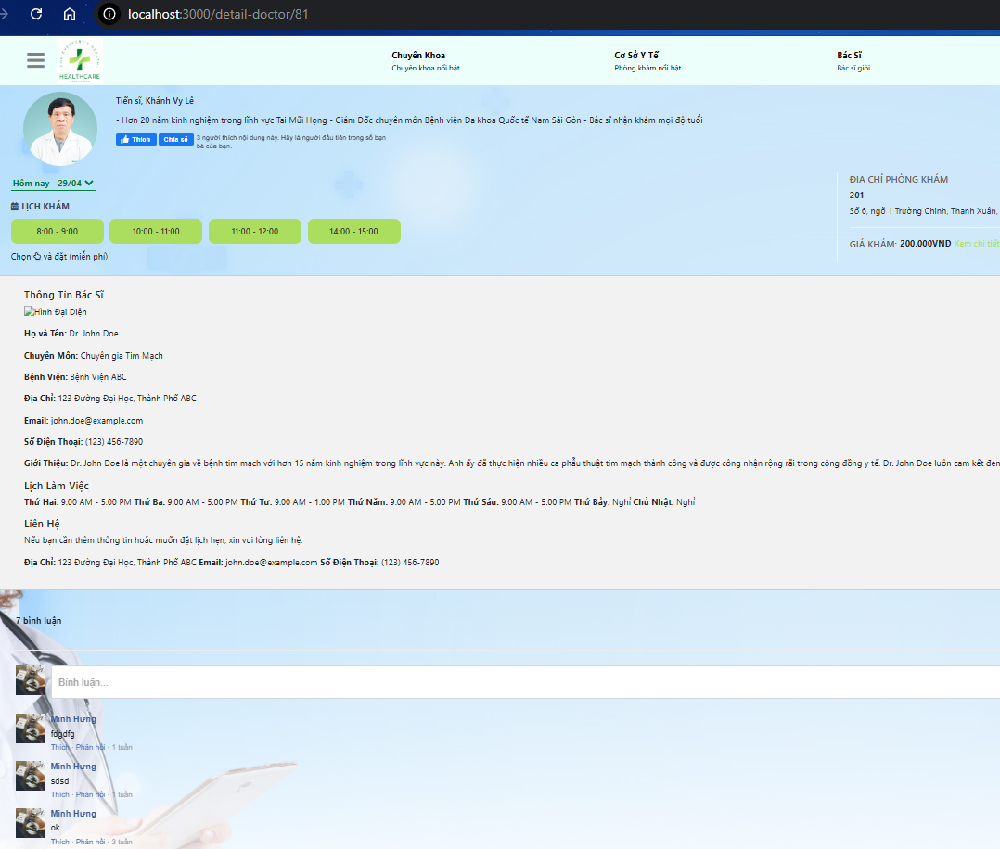 localhost:3000/detail-doctor/81
HEALTHCARE
Chuyên Khoa
Chuyên khoa nổi bật
Cơ Sở Y Tế
Phòng khám nổi bật
Bác Sĩ
Bác sĩ giỏi
Tiến sĩ, Khánh Vy Lê
- Hơn 20 năm kinh nghiệm trong lĩnh vực Tai Mũi Họng - Giám Đốc chuyên môn Bệnh viện Đa khoa Quốc tế Nam Sài Gòn - Bác sĩ nhận khám mọi độ tuổi
Thích Chia sẻ 3 người thích nội dung này. Hãy là người đầu tiên trong số bạn
bè của bạn.
Hôm nay - 29/04
LỊCH KHÁM
8:00 - 9:00
10:00 - 11:00
11:00 - 12:00
14:00 - 15:00
Chọn và đặt (miễn phí)
ĐỊA CHỈ PHÒNG KHÁM
201
Số 6, ngõ 1 Trường Chinh, Thanh Xuân,
GIÁ KHÁM: 200,000VND Xem chi tiết
Thông Tin Bác Sĩ
Hình Đại Diện
Họ và Tên: Dr. John Doe
Chuyên Môn: Chuyên gia Tim Mạch
Bệnh Viện: Bệnh Viện ABC
Địa Chỉ: 123 Đường Đại Học, Thành Phố ABC
Email: john.doe@example.com
Số Điện Thoại: (123) 456-7890
Giới Thiệu: Dr. John Doe là một chuyên gia về bệnh tim mạch với hơn 15 năm kinh nghiệm trong lĩnh vực này. Anh ấy đã thực hiện nhiều ca phẫu thuật tim mạch thành công và được công nhận rộng rãi trong cộng đồng y tế. Dr. John Doe luôn cam kết đem
Lịch Làm Việc
Thứ Hai: 9:00 AM - 5:00 PM Thứ Ba: 9:00 AM - 5:00 PM Thứ Tư: 9:00 AM - 1:00 PM Thứ Năm: 9:00 AM - 5:00 PM Thứ Sáu: 9:00 AM - 5:00 PM Thứ Bảy: Nghỉ Chủ Nhật: Nghỉ
Liên Hệ
Nếu bạn cần thêm thông tin hoặc muốn đặt lịch hẹn, xin vui lòng liên hệ:
Địa Chỉ: 123 Đường Đại Học, Thành Phố ABC Email: john.doe@example.com Số Điện Thoại: (123) 456-7890
7 bình luận
Bình luận...
Minh Hưng
fdgdfg
Thích · Phản hồi · 1 tuần
Minh Hưng
sdsd
Thích · Phản hồi · 1 tuần
Minh Hưng
ok
Thích · Phản hồi · 3 tuần